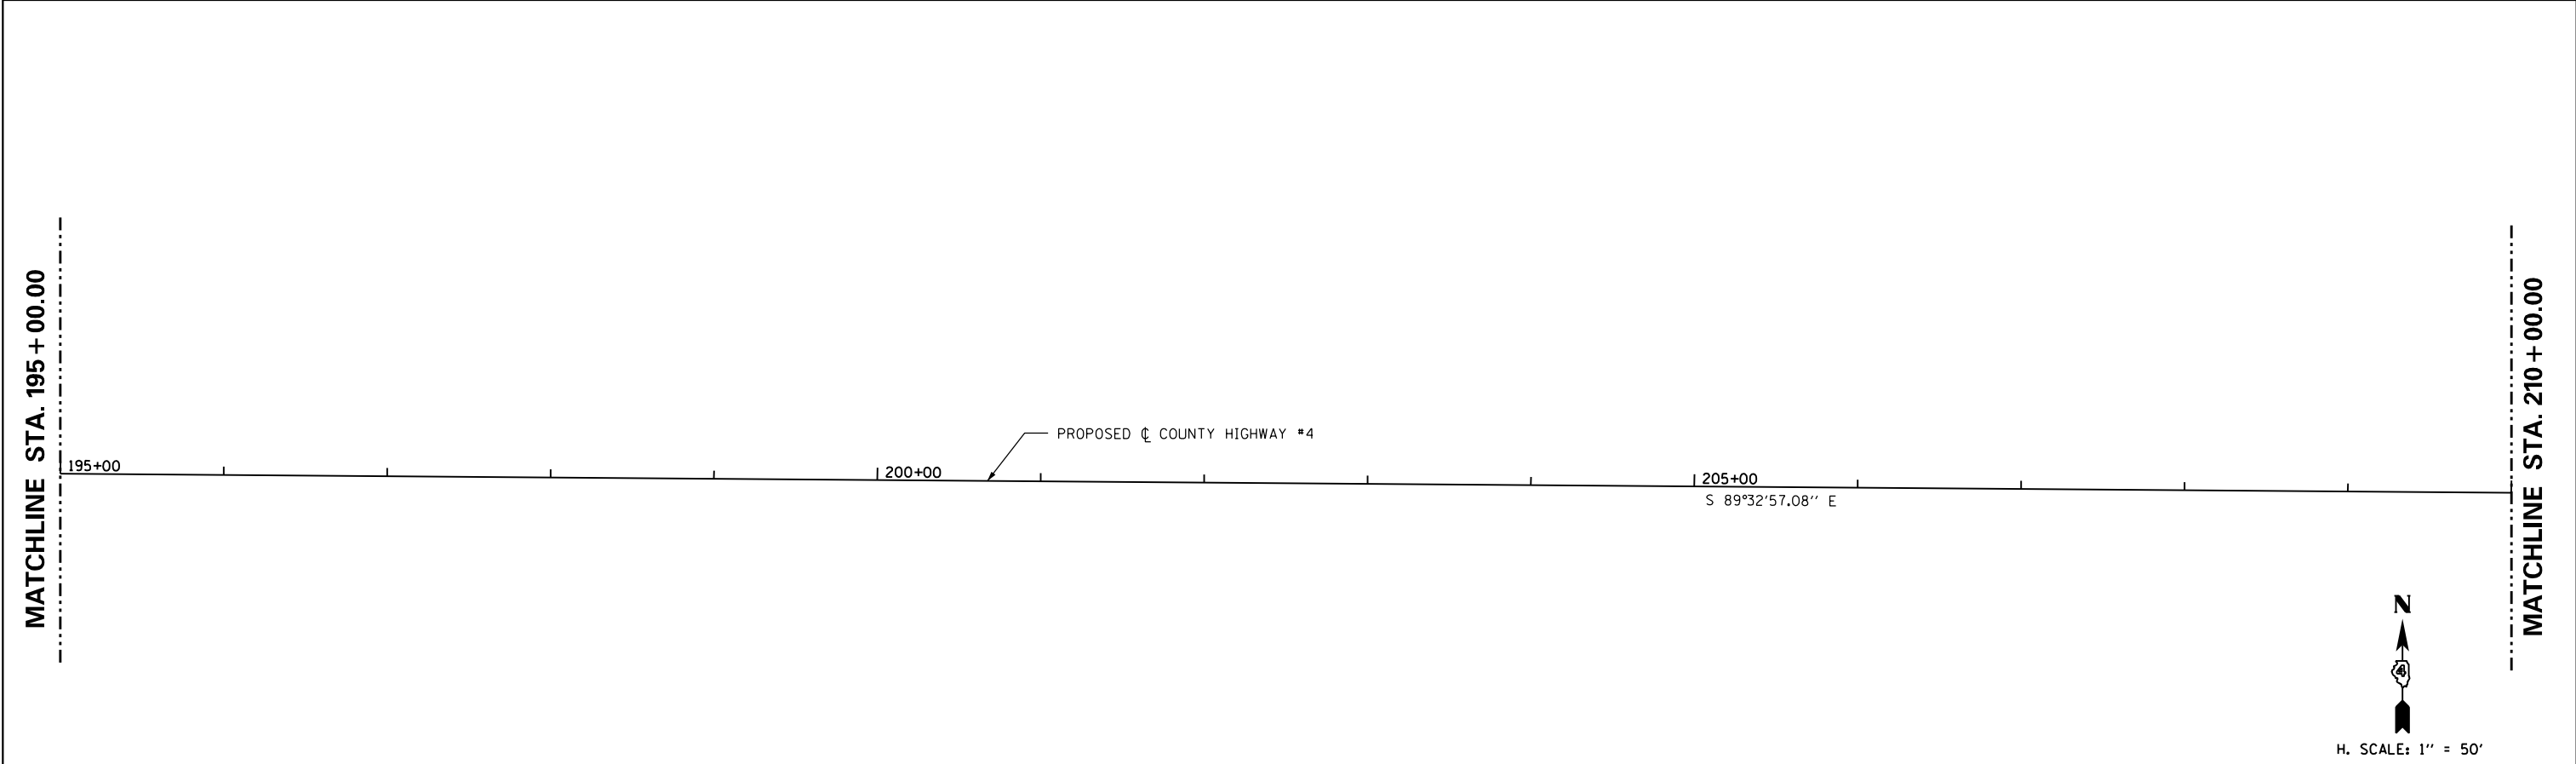 MATCHLINE STA. 195+00.00
MATCHLINE STA. 210+00.00
PROPOSED ℄ COUNTY HIGHWAY #4
195+00
200+00
205+00
S 89°32'57.08'' E
N
4
H. SCALE: 1'' = 50'